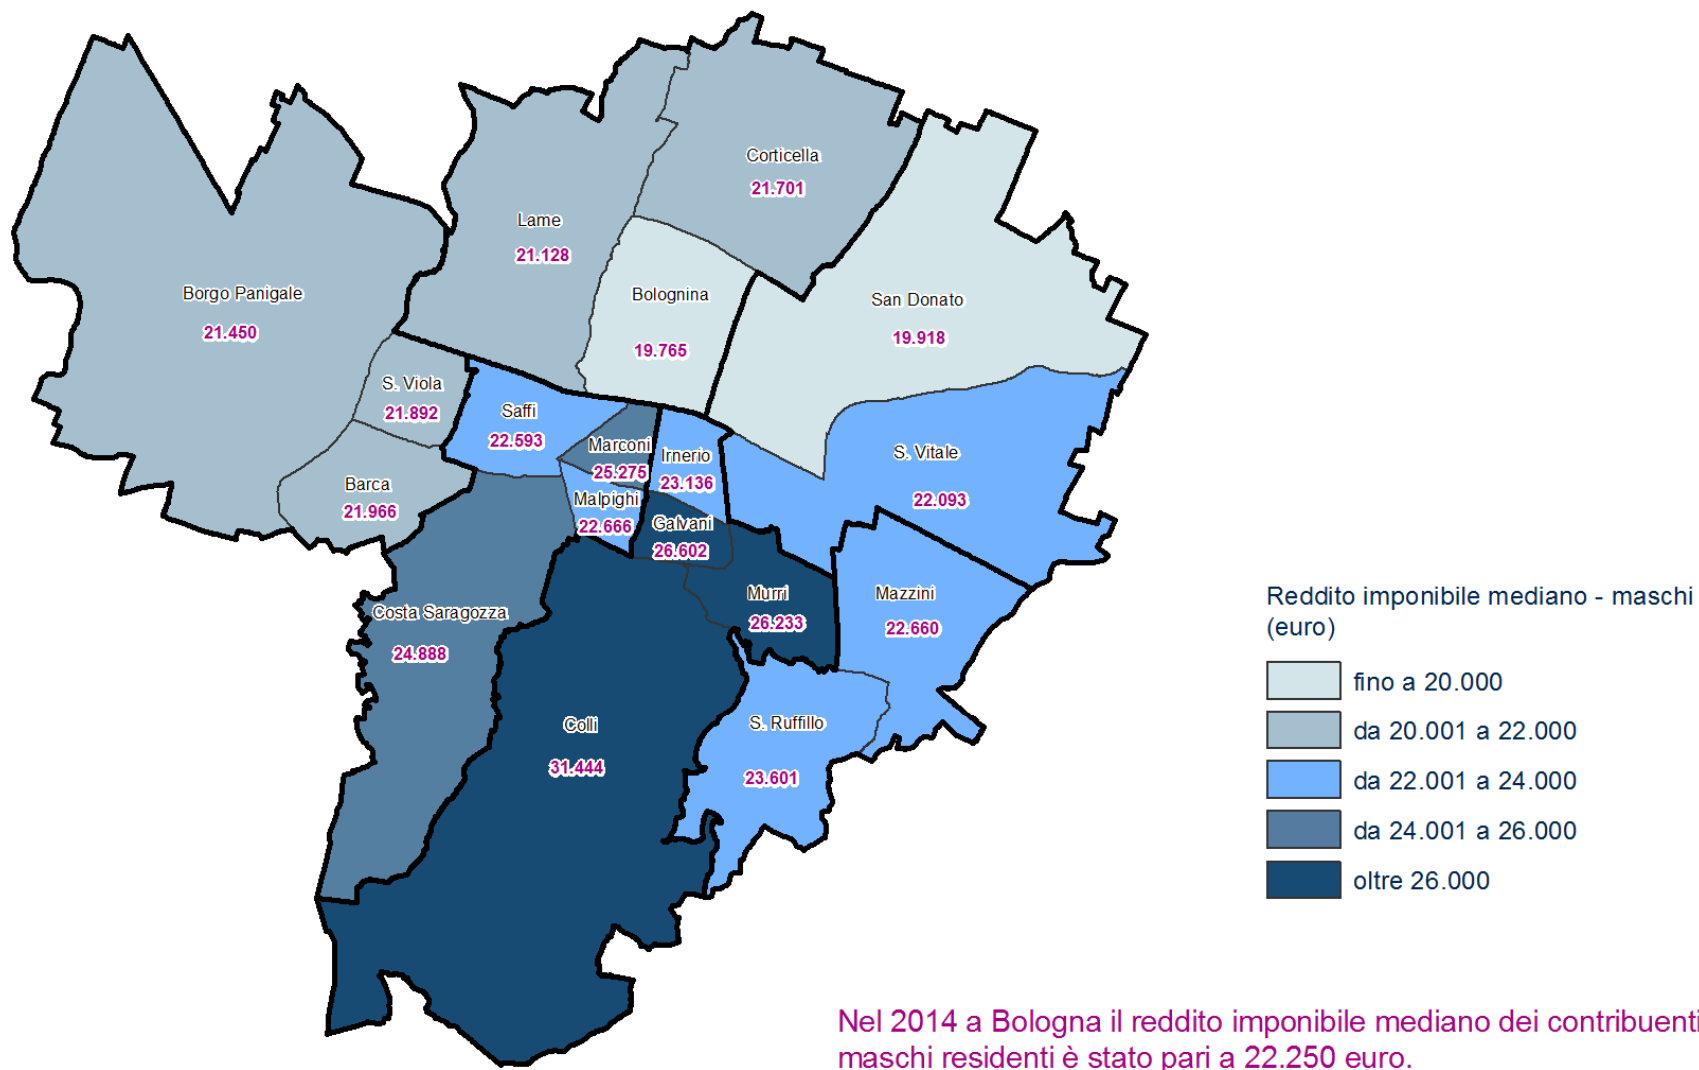 Corticella
21.701
Lame
21.128
Borgo Panigale
21.450
Bolognina
19.765
San Donato
19.918
S. Viola
21.892
Saffi
22.593
Marconi
25.275
Irnerio
23.136
S. Vitale
22.093
Barca
21.966
Malpighi
22.666
Galvani
26.602
Murri
26.233
Mazzini
22.660
Costa Saragozza
24.888
Colli
31.444
S. Ruffillo
23.601
Reddito imponibile mediano - maschi
(euro)
fino a 20.000
da 20.001 a 22.000
da 22.001 a 24.000
da 24.001 a 26.000
oltre 26.000
Nel 2014 a Bologna il reddito imponibile mediano dei contribuenti
maschi residenti è stato pari a 22.250 euro.